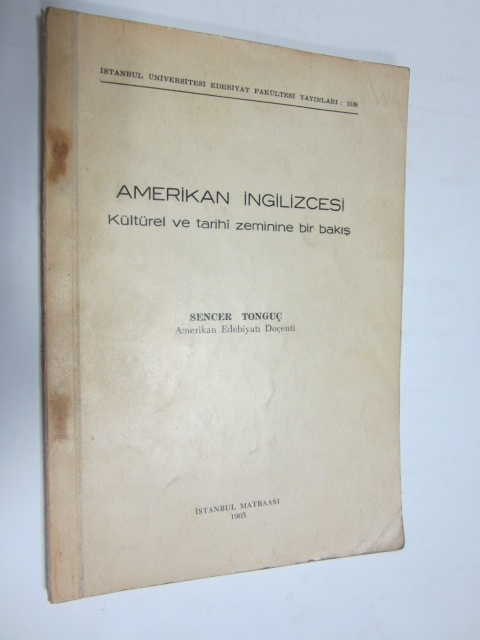 İSTANBUL ÜNİVERSİTESİ EDEBİYAT FAKÜLTESİ YAYINLARI : 1136
AMERİKAN İNGİLİZCESİ
Kültürel ve tarihî zeminine bir bakış
SENCER TONGUÇ
Amerikan Edebiyatı Doçenti
İSTANBUL MATBAASI
1965